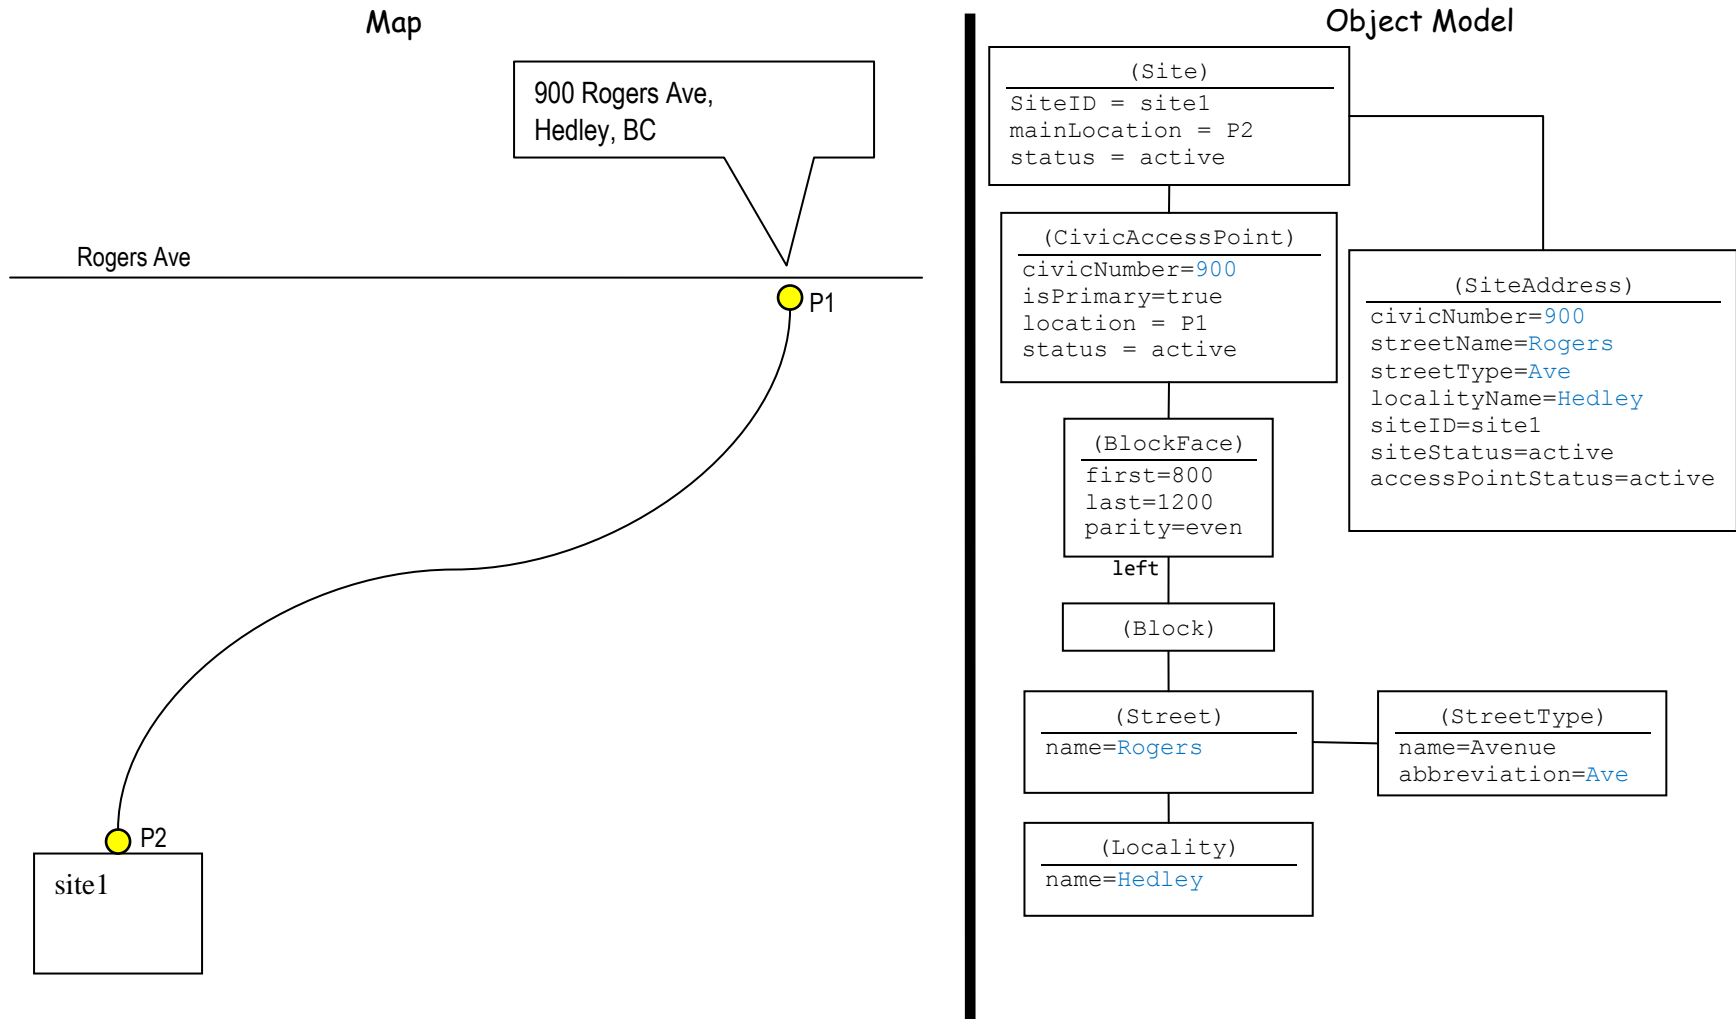 Map
900 Rogers Ave,
Hedley, BC
Rogers Ave
P1
P2
site1
Object Model
(Site)
SiteID = site1
mainLocation = P2
status = active
(CivicAccessPoint)
civicNumber=900
isPrimary=true
location = P1
status = active
(SiteAddress)
civicNumber=900
streetName=Rogers
streetType=Ave
localityName=Hedley
siteID=site1
siteStatus=active
accessPointStatus=active
(BlockFace)
first=800
last=1200
parity=even
left
(Block)
(Street)
name=Rogers
(StreetType)
name=Avenue
abbreviation=Ave
(Locality)
name=Hedley